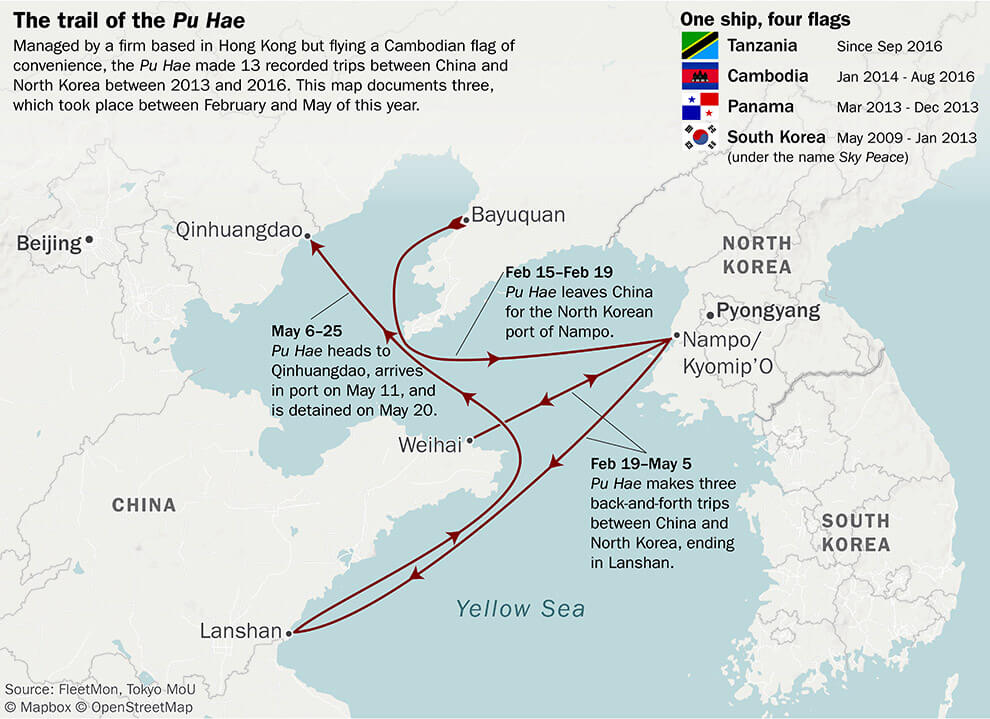 The trail of the Pu Hae
Managed by a firm based in Hong Kong but flying a Cambodian flag of
convenience, the Pu Hae made 13 recorded trips between China and
North Korea between 2013 and 2016. This map documents three,
which took place between February and May of this year.
One ship, four flags
Tanzania Since Sep 2016
Cambodia Jan 2014 - Aug 2016
Panama Mar 2013 - Dec 2013
South Korea May 2009 - Jan 2013
(under the name Sky Peace)
Bayuquan
Qinhuangdao
Beijing
NORTH
KOREA
Feb 15–Feb 19
Pu Hae leaves China
for the North Korean
port of Nampo.
Pyongyang
Nampo/
Kyomip’O
May 6–25
Pu Hae heads to
Qinhuangdao, arrives
in port on May 11, and
is detained on May 20.
Weihai
Feb 19–May 5
Pu Hae makes three
back-and-forth trips
between China and
North Korea, ending
in Lanshan.
CHINA
SOUTH
KOREA
Yellow Sea
Lanshan
Source: FleetMon, Tokyo MoU
© Mapbox © OpenStreetMap